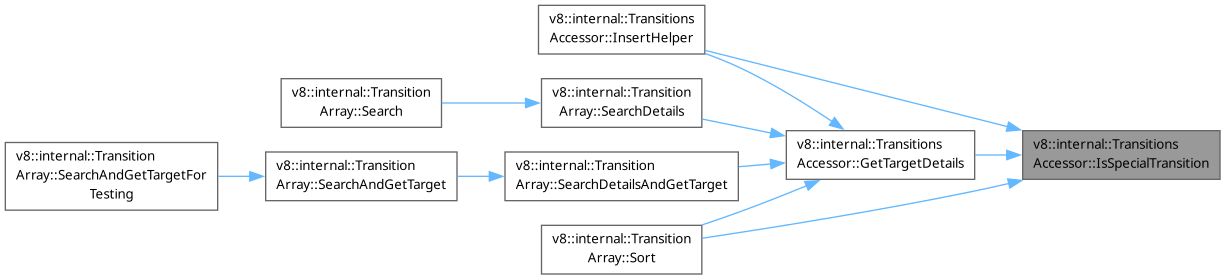 v8::internal::Transitions
Accessor::InsertHelper
v8::internal::Transition
Array::Search
v8::internal::Transition
Array::SearchDetails
v8::internal::Transitions
Accessor::GetTargetDetails
v8::internal::Transitions
Accessor::IsSpecialTransition
v8::internal::Transition
Array::SearchAndGetTargetFor
Testing
v8::internal::Transition
Array::SearchAndGetTarget
v8::internal::Transition
Array::SearchDetailsAndGetTarget
v8::internal::Transition
Array::Sort